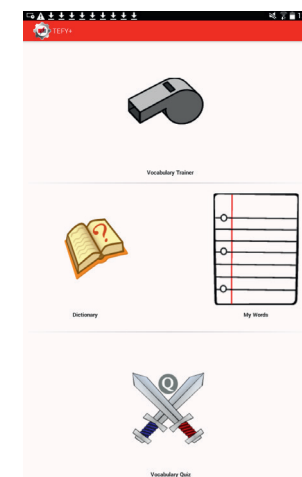 TEFY+
Vocabulary Trainer
?
Dictionary
My Words
Q
Vocabulary Quiz